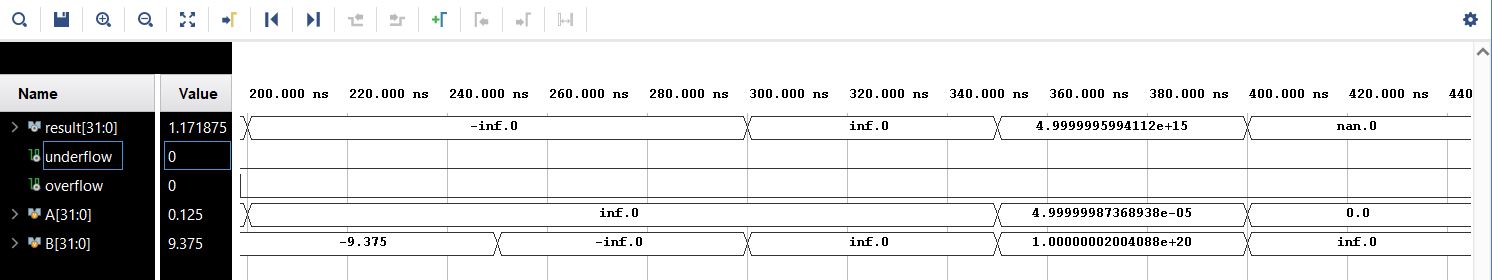 Name Value 200.000 ns 220.000 ns 240.000 ns 260.000 ns 280.000 ns 300.000 ns 320.000 ns 340.000 ns 360.000 ns 380.000 ns 400.000 ns 420.000 ns 440
result[31:0] 1.171875 -inf.0 inf.0 4.9999995994112e+15 nan.0
underflow 0
overflow 0
A[31:0] 0.125 inf.0 4.99999987368938e-05 0.0
B[31:0] 9.375 -9.375 -inf.0 inf.0 1.00000002004088e+20 inf.0